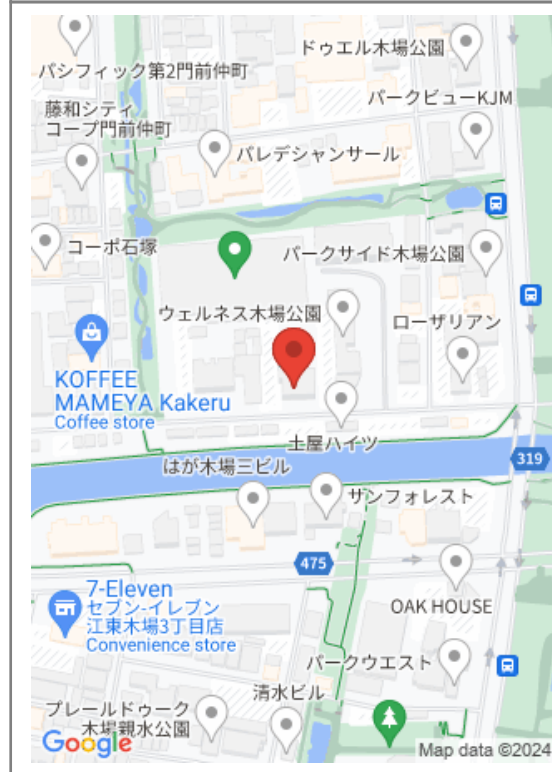 ドゥエル木場公園
パシフィック第2門前仲町
パークビューKJM
藤和シティ
コープ門前仲町
パレデシャンサール
コーポ石塚
パークサイド木場公園
ウェルネス木場公園
ローザリアン
KOFFEE
MAMEYA Kakeru
Coffee store
土屋ハイツ
はが木場三ビル
319
サンフォレスト
475
7-Eleven
セブン-イレブン
江東木場3丁目店
Convenience store
OAK HOUSE
パークウエスト
清水ビル
プレールドゥーク
木場親水公園
Google
Map data ©2024